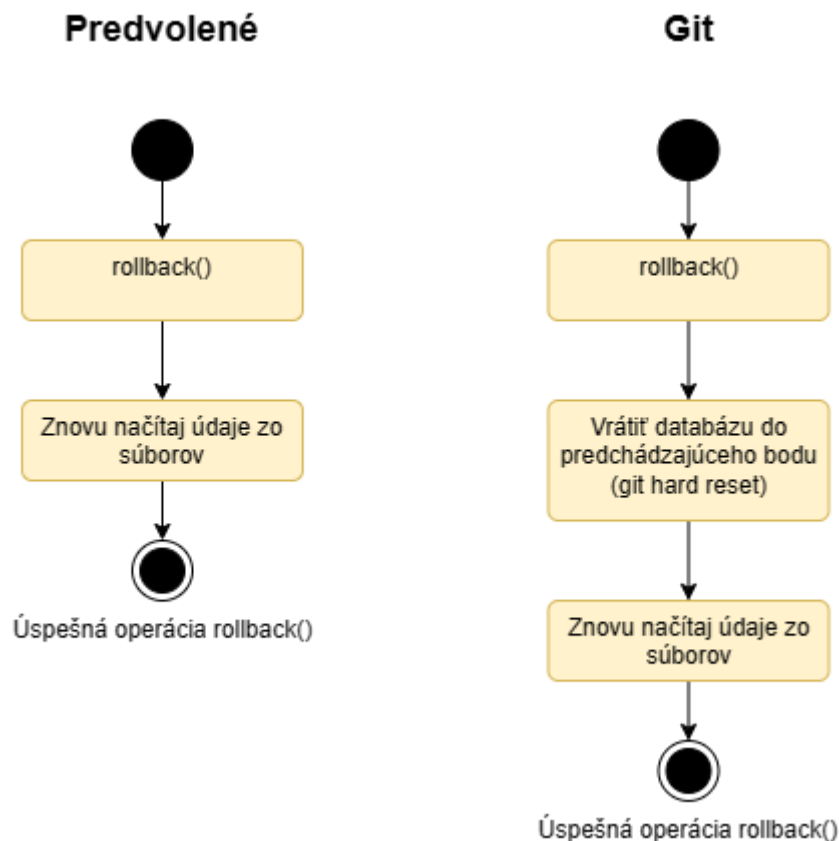 Predvolené
rollback()
Znovu načítaj údaje zo
súborov
Úspešná operácia rollback()
Git
rollback()
Vrátiť databázu do
predchádzajúceho bodu
(git hard reset)
Znovu načítaj údaje zo
súborov
Úspešná operácia rollback()